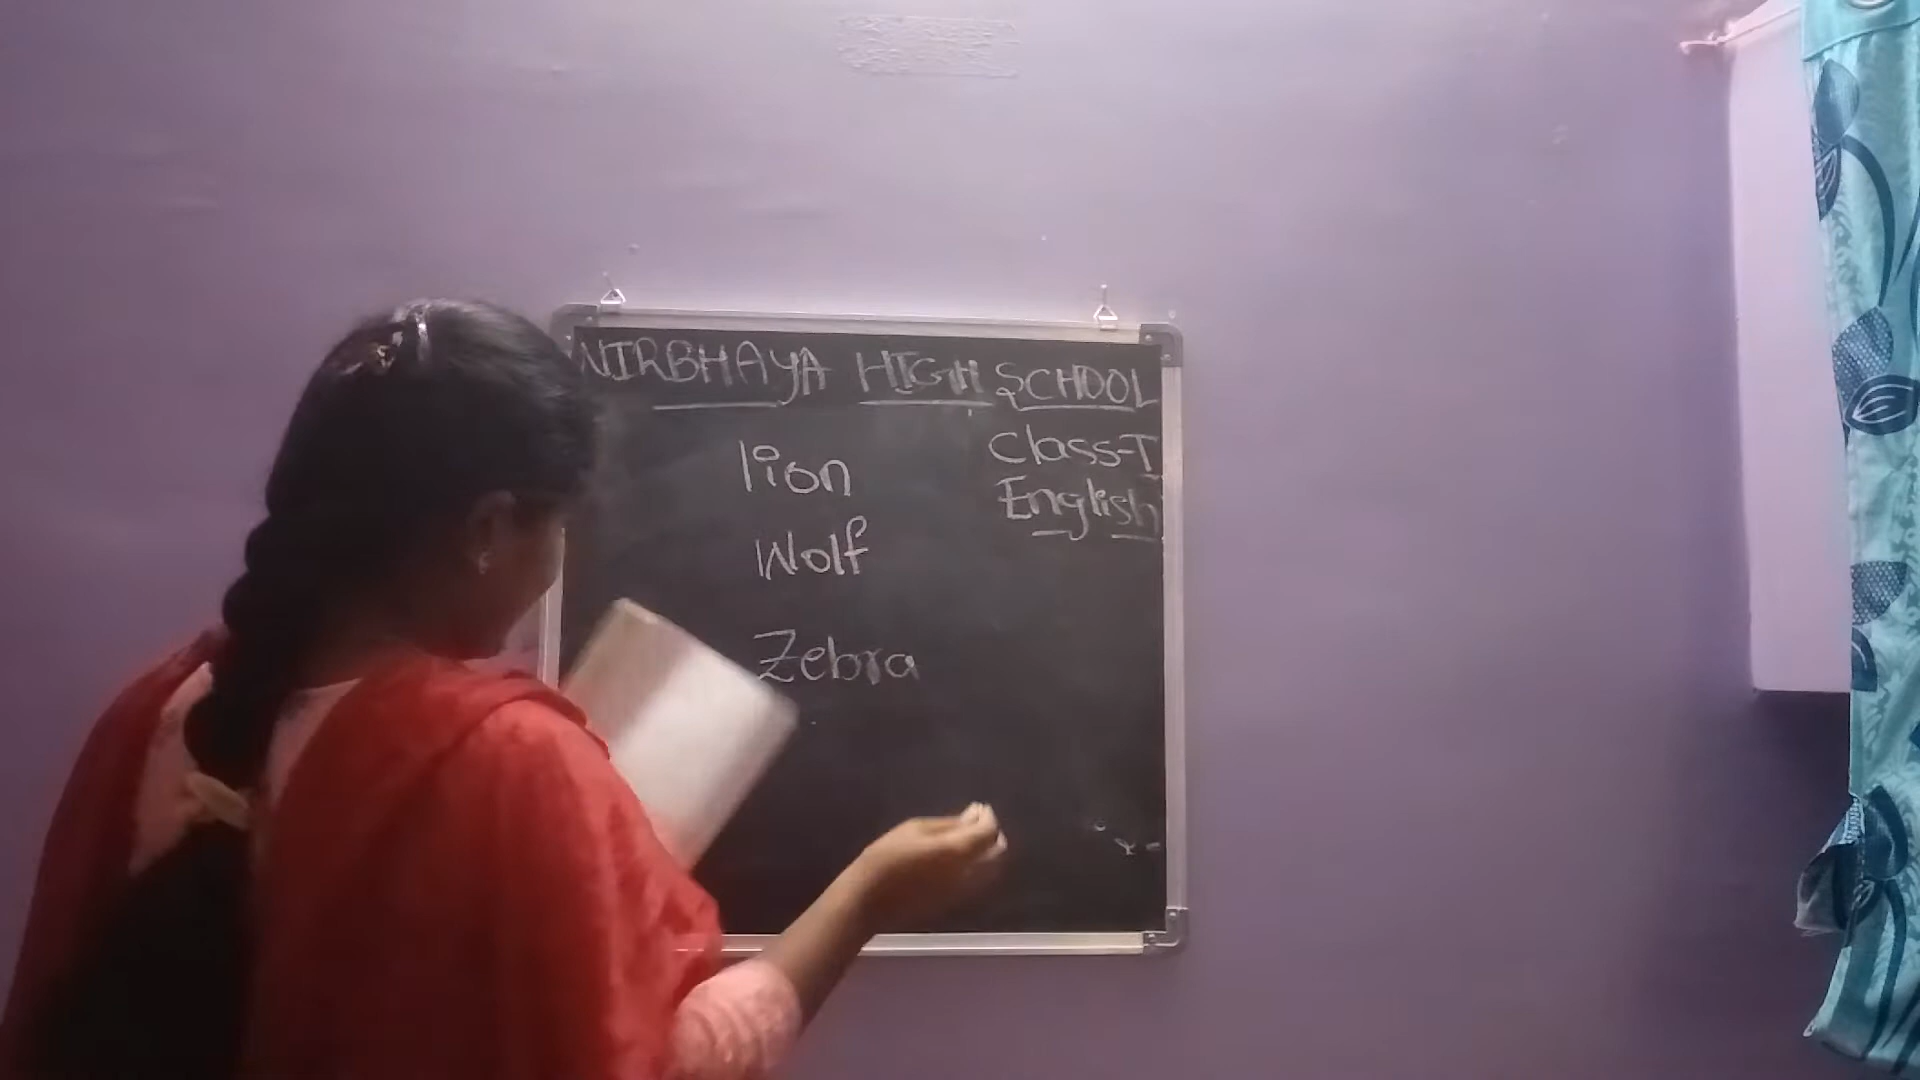 NIRBHAYA HIGH SCHOOL
Class-I
English
lion
Wolf
Zebra